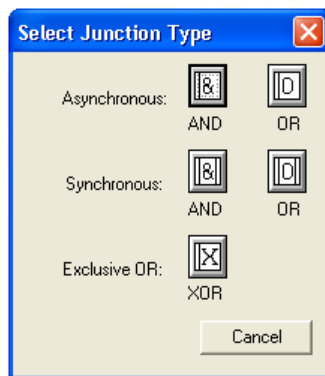 Select Junction Type
Asynchronous:
& O
AND OR
Synchronous:
& O
AND OR
Exclusive OR:
X
XOR
Cancel